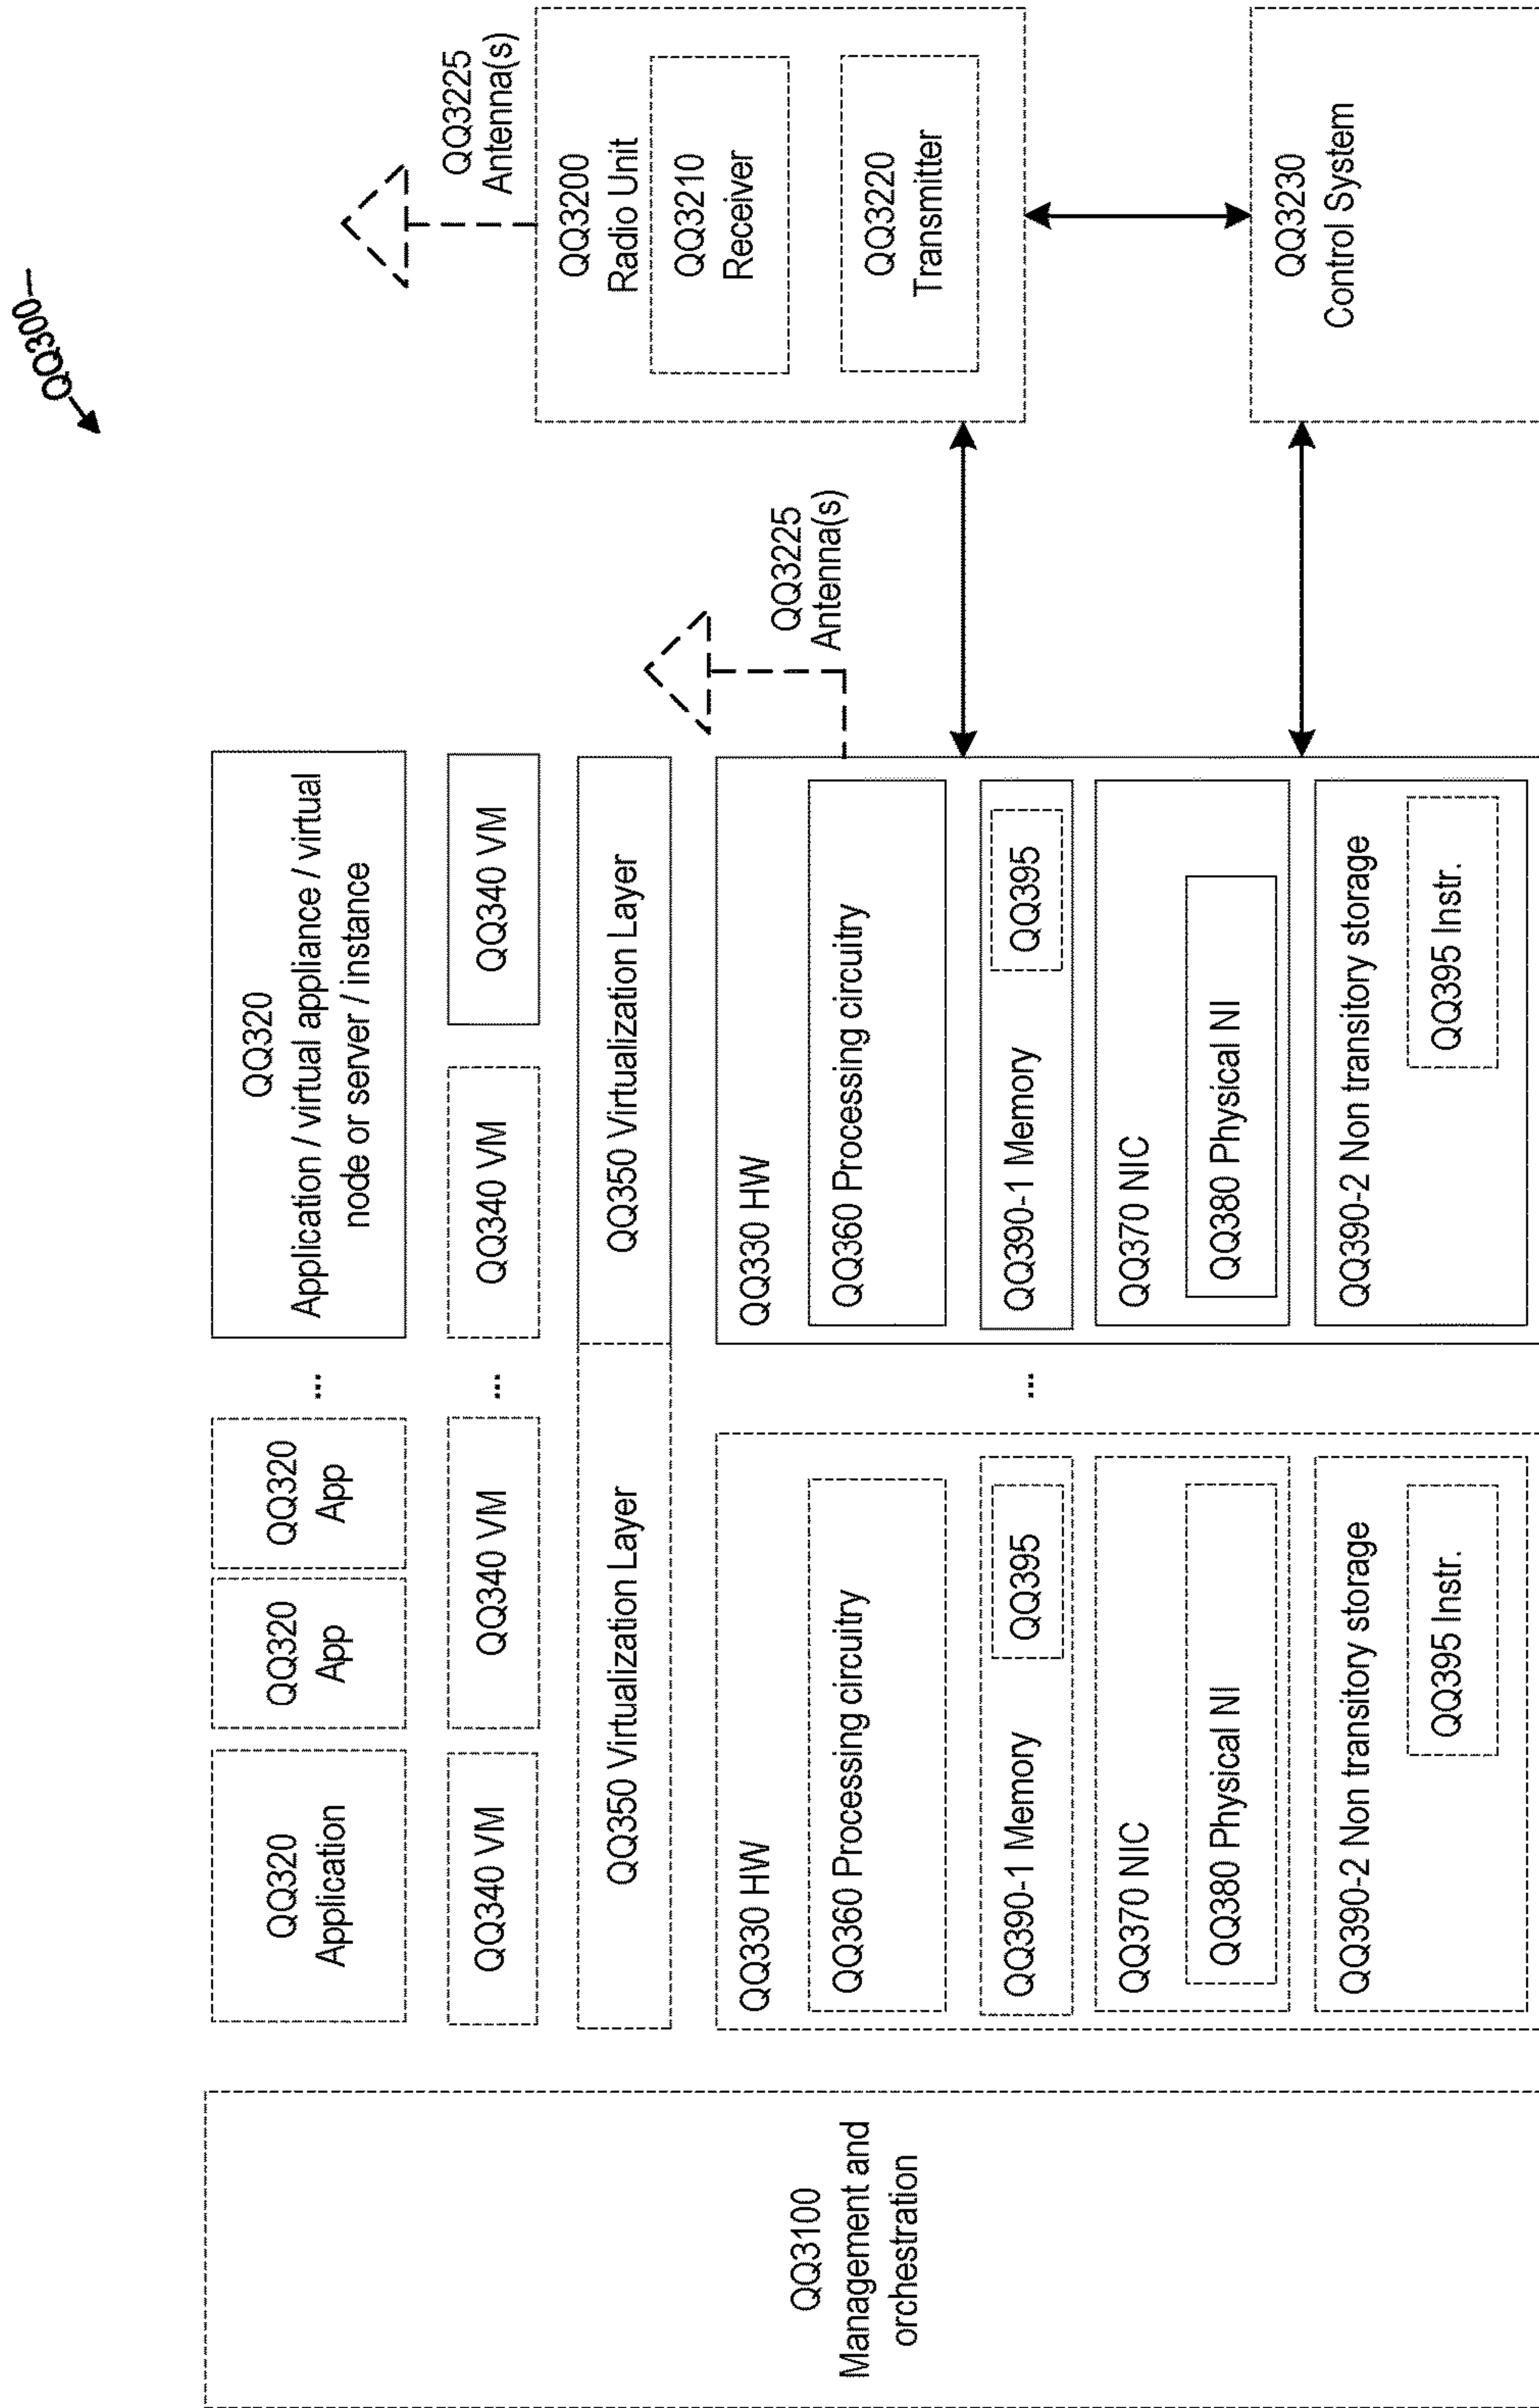 QQ300
QQ3100
Management and
orchestration
QQ320
Application
QQ320
App
QQ320
App
...
QQ320
Application / virtual appliance / virtual
node or server / instance
QQ340 VM
QQ340 VM
...
QQ340 VM
QQ340 VM
QQ350 Virtualization Layer
QQ350 Virtualization Layer
QQ330 HW
QQ360 Processing circuitry
QQ390-1 Memory
QQ395
QQ370 NIC
QQ380 Physical NI
QQ390-2 Non transitory storage
QQ395 Instr.
...
QQ330 HW
QQ360 Processing circuitry
QQ390-1 Memory
QQ395
QQ370 NIC
QQ380 Physical NI
QQ390-2 Non transitory storage
QQ395 Instr.
QQ3225
Antenna(s)
QQ3225
Antenna(s)
QQ3200
Radio Unit
QQ3210
Receiver
QQ3220
Transmitter
QQ3230
Control System